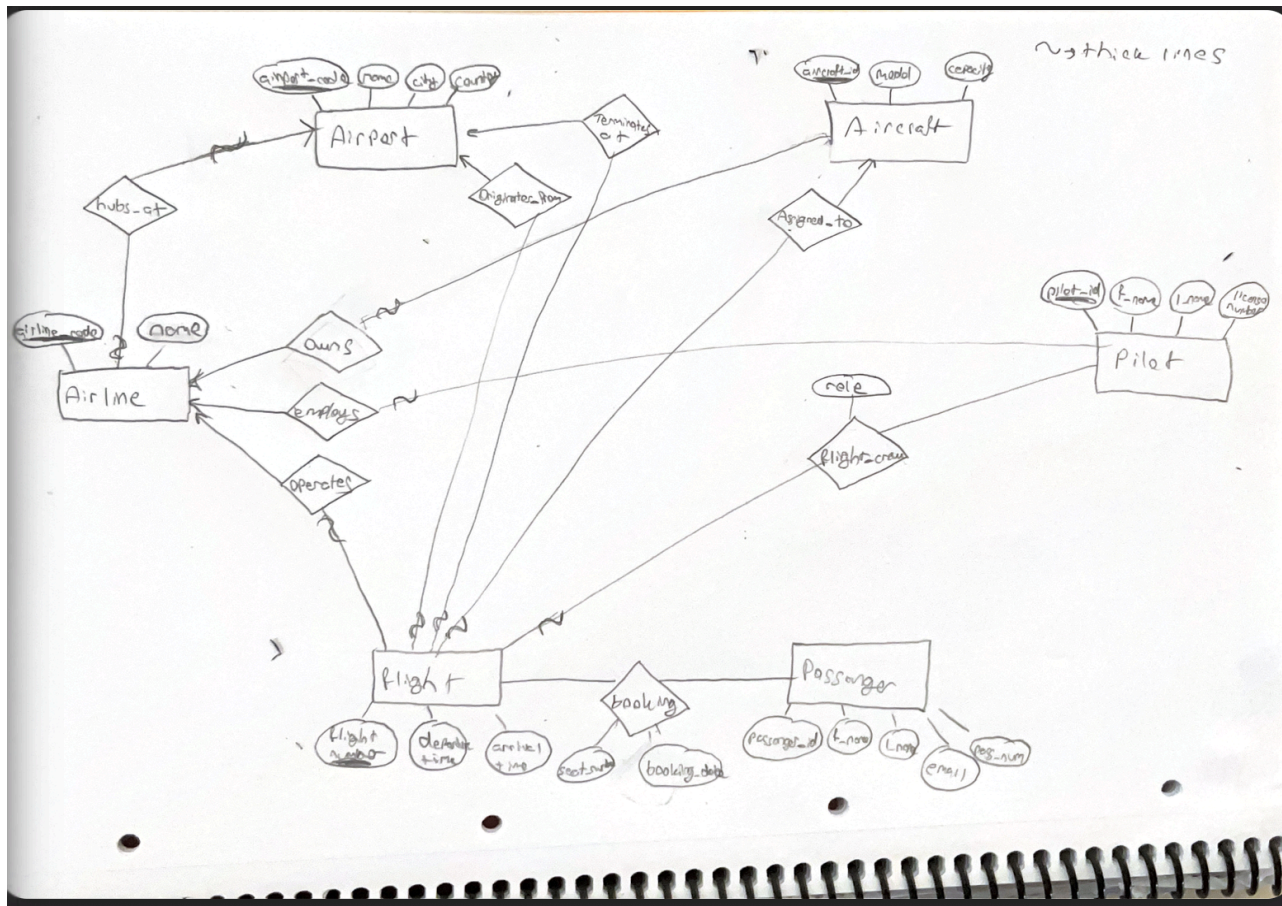 ~→thick lines
airport_code
name
city
country
Airport
Terminates
at
Originates_from
hubs_at
aircraft_id
model
capacity
Aircraft
Assigned_to
airline_code
name
Airline
owns
employs
operates
pilot_id
f_name
l_name
license
number
Pilot
role
flight_crew
flight
flight
number
departure
time
arrival
time
booking
booking_date
Passenger
passenger_id
f_name
l_name
email
pas_num